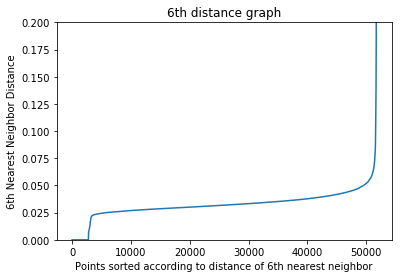 6th distance graph
6th Nearest Neighbor Distance
0.200
0.175
0.150
0.125
0.100
0.075
0.050
0.025
0.000
0 10000 20000 30000 40000 50000
Points sorted according to distance of 6th nearest neighbor